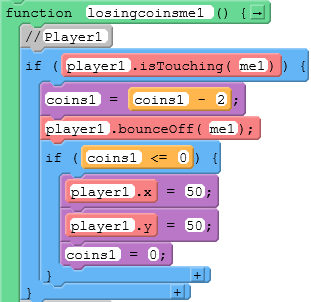 function losingcoinsme1 () { →
//Player1
if ( player1 .isTouching( me1 ) ) {
coins1 = coins1 - 2 ;
player1 .bounceOff( me1 );
if ( coins1 <= 0 ) {
player1 .x = 50;
player1 .y = 50;
coins1 = 0;
} +
} +